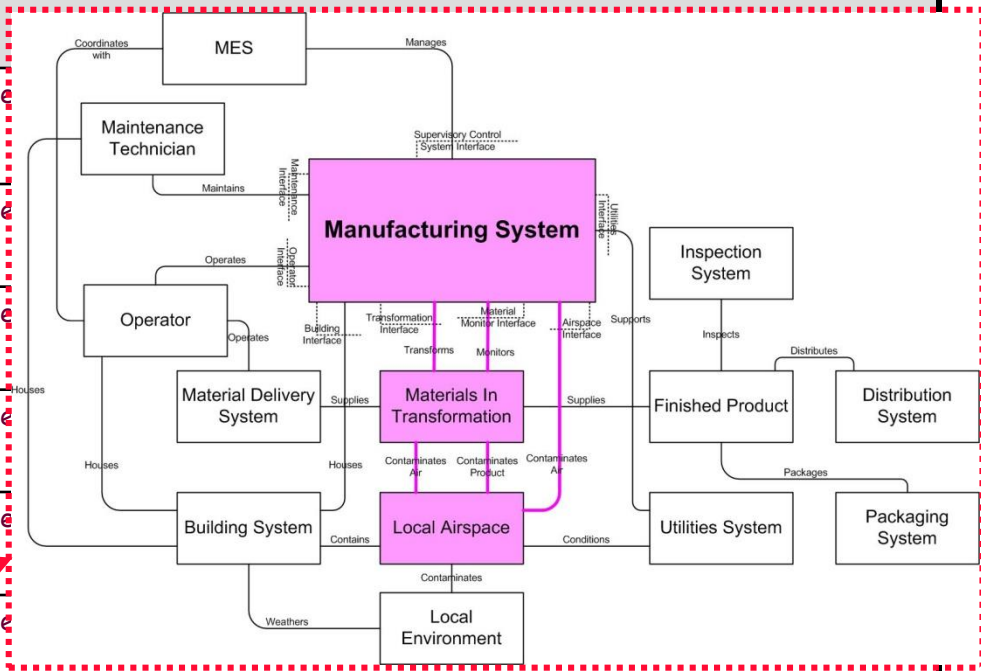 Coordinates
with
MES
Manages
Maintenance
Technician
Supervisory Control
System Interface
Maintains
Maintenance
Interface
Manufacturing System
Utilities
Interface
Inspection
System
Operates
Operator
Interface
Operator
Operates
Building
Interface
Transformation
Interface
Material
Monitor Interface
Airspace
Interface
Supports
Inspects
Transforms
Monitors
Distributes
Houses
Material Delivery
System
Supplies
Materials In
Transformation
Supplies
Finished Product
Distribution
System
Houses
Houses
Contaminates
Air
Contaminates
Product
Contaminates
Air
Packages
Building System
Contains
Local Airspace
Conditions
Utilities System
Packaging
System
Contaminates
Weathers
Local
Environment